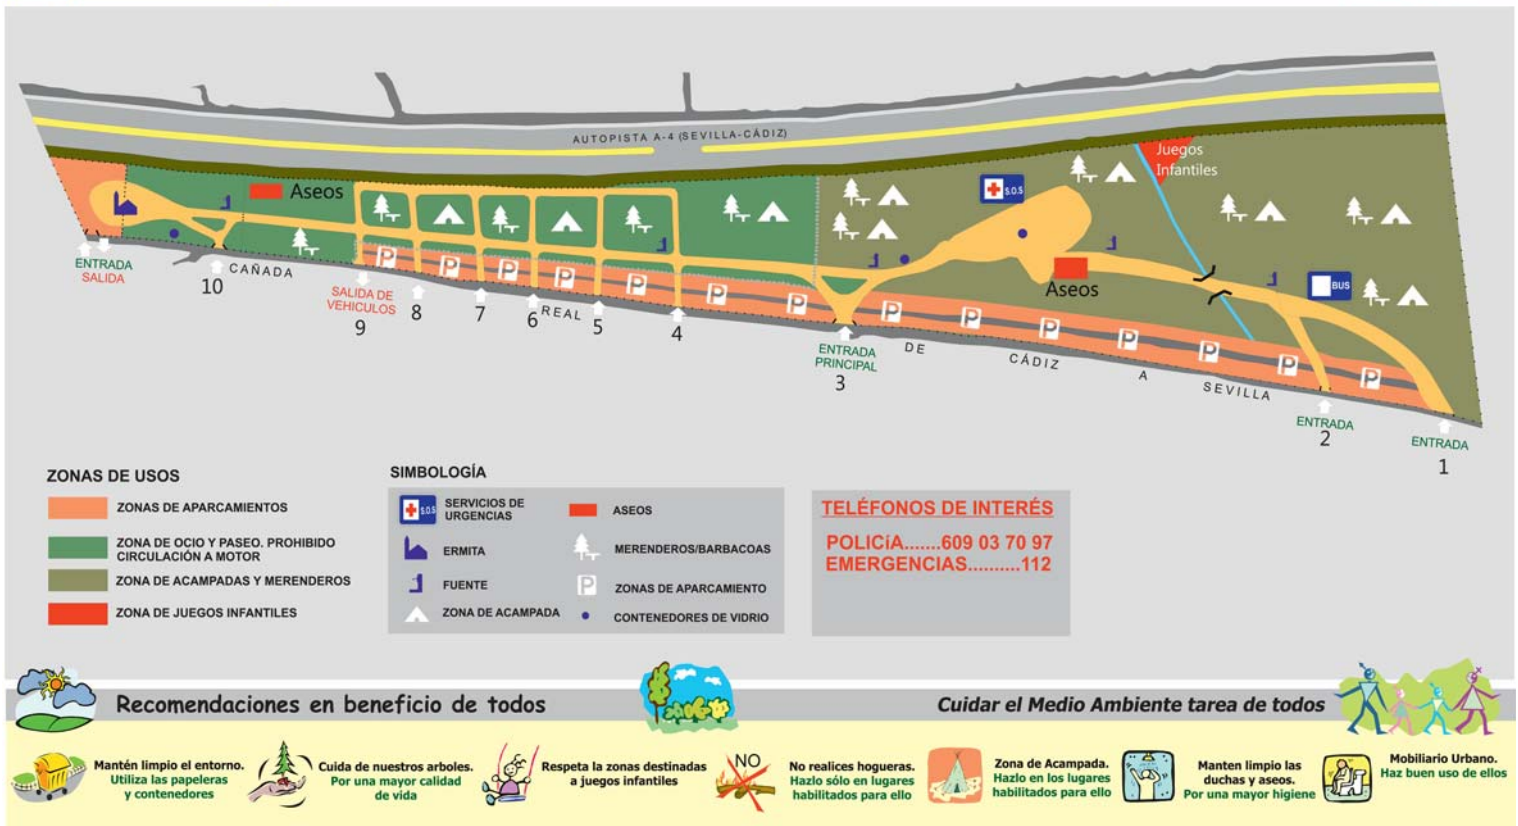 AUTOPISTA A-4 (SEVILLA-CÁDIZ)
Juegos
Infantiles
Aseos
S.O.S
Aseos
BUS
ENTRADA
SALIDA
10
CAÑADA
SALIDA DE
VEHICULOS
9
8
7
6
REAL
5
4
P
P
P
P
P
P
P
P
P
P
P
P
P
P
ENTRADA
PRINCIPAL
3
DE
CÁDIZ
A
SEVILLA
ENTRADA
2
ENTRADA
1
ZONAS DE USOS
ZONAS DE APARCAMIENTOS
ZONA DE OCIO Y PASEO. PROHIBIDO
CIRCULACIÓN A MOTOR
ZONA DE ACAMPADAS Y MERENDEROS
ZONA DE JUEGOS INFANTILES
SIMBOLOGÍA
S.O.S
SERVICIOS DE
URGENCIAS
ERMITA
FUENTE
ZONA DE ACAMPADA
ASEOS
MERENDEROS/BARBACOAS
P
ZONAS DE APARCAMIENTO
CONTENEDORES DE VIDRIO
TELÉFONOS DE INTERÉS
POLICíA.......609 03 70 97
EMERGENCIAS..........112
Recomendaciones en beneficio de todos
Cuidar el Medio Ambiente tarea de todos
Mantén limpio el entorno.
Utiliza las papeleras
y contenedores
Cuida de nuestros arboles.
Por una mayor calidad
de vida
Respeta la zonas destinadas
a juegos infantiles
NO
No realices hogueras.
Hazlo sólo en lugares
habilitados para ello
Zona de Acampada.
Hazlo en los lugares
habilitados para ello
Manten limpio las
duchas y aseos.
Por una mayor higiene
Mobiliario Urbano.
Haz buen uso de ellos